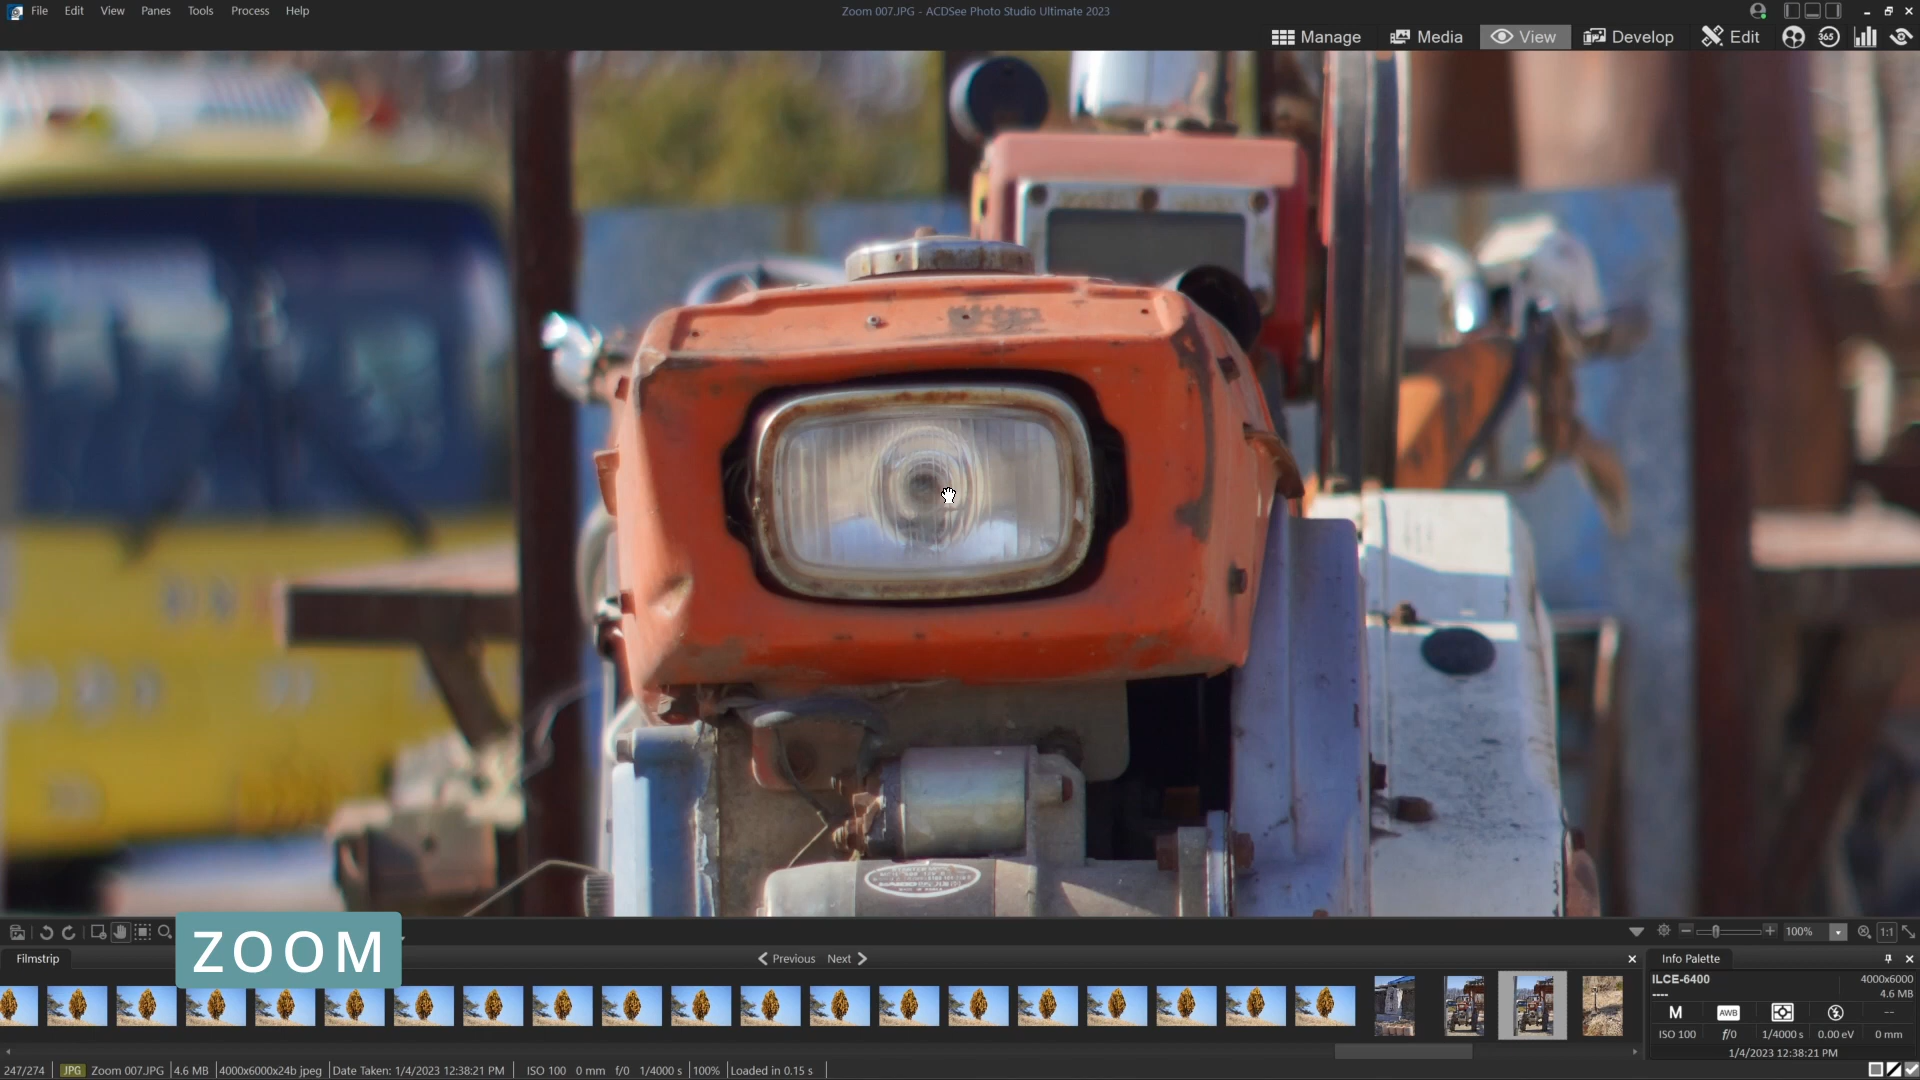 File Edit View Panes Tools Process Help
Zoom 007.JPG - ACDSee Photo Studio Ultimate 2023
Manage Media View Develop Edit 365
100% 1:1
ZOOM
Filmstrip
Previous Next
Info Palette
ILCE-6400 4000x6000
---- 4.6 MB
M AWB --
ISO 100 f/0 1/4000 s 0.00 eV 0 mm
1/4/2023 12:38:21 PM
247/274 JPG Zoom 007.JPG 4.6 MB 4000x6000x24b jpeg Date Taken: 1/4/2023 12:38:21 PM ISO 100 0 mm f/0 1/4000 s 100% Loaded in 0.15 s